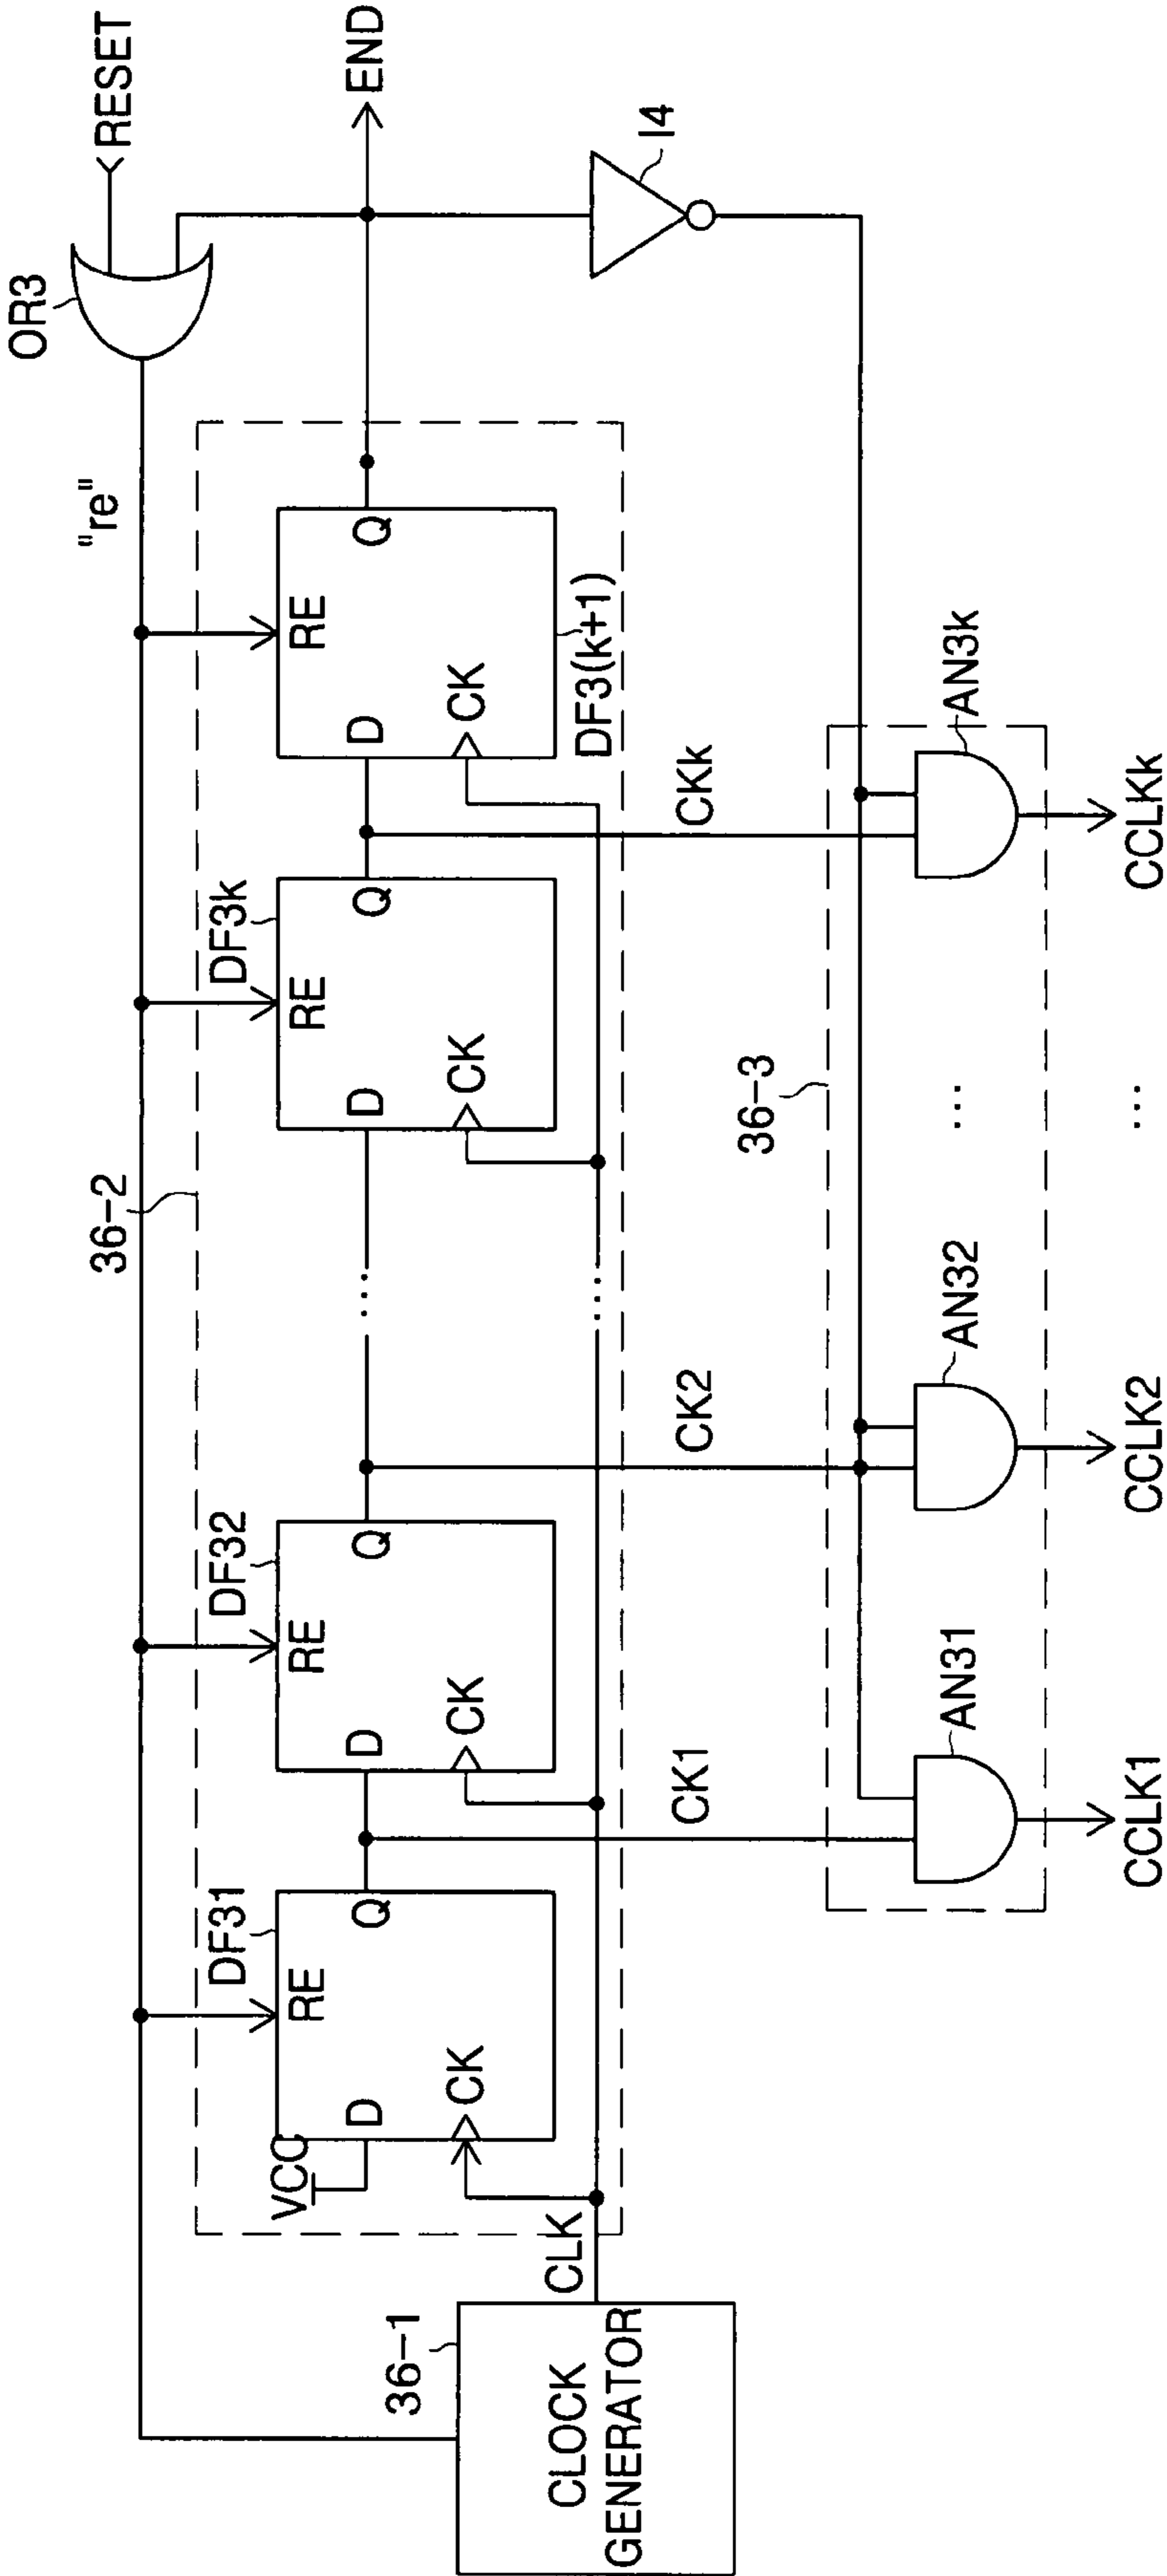 OR3
RESET
"re"
END
36-2
DF31
DF32
DF3k
DF3(k+1)
VCC
D
RE
Q
CK
D
RE
Q
CK
...
D
RE
Q
CK
D
RE
Q
CK
36-1
CLOCK
GENERATOR
CLK
...
CK1
CK2
CKk
I4
36-3
AN31
AN32
...
AN3k
CCLK1
CCLK2
...
CCLKk